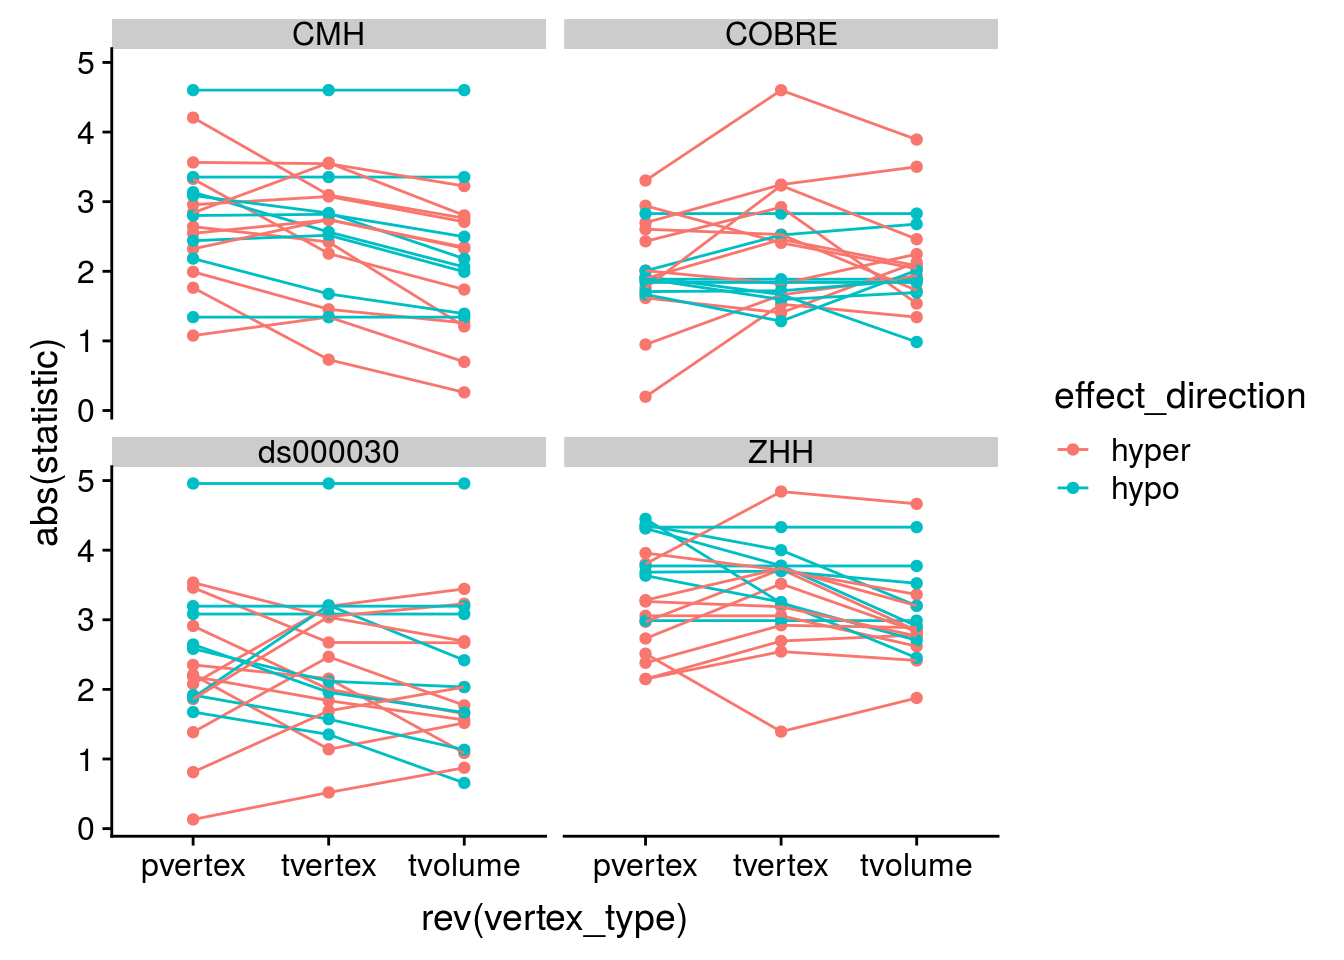 CMH
COBRE
5
4
3
2
1
0
ds000030
ZHH
5
4
3
2
1
0
pvertex
tvertex
tvolume
pvertex
tvertex
tvolume
rev(vertex_type)
abs(statistic)
effect_direction
hyper
hypo